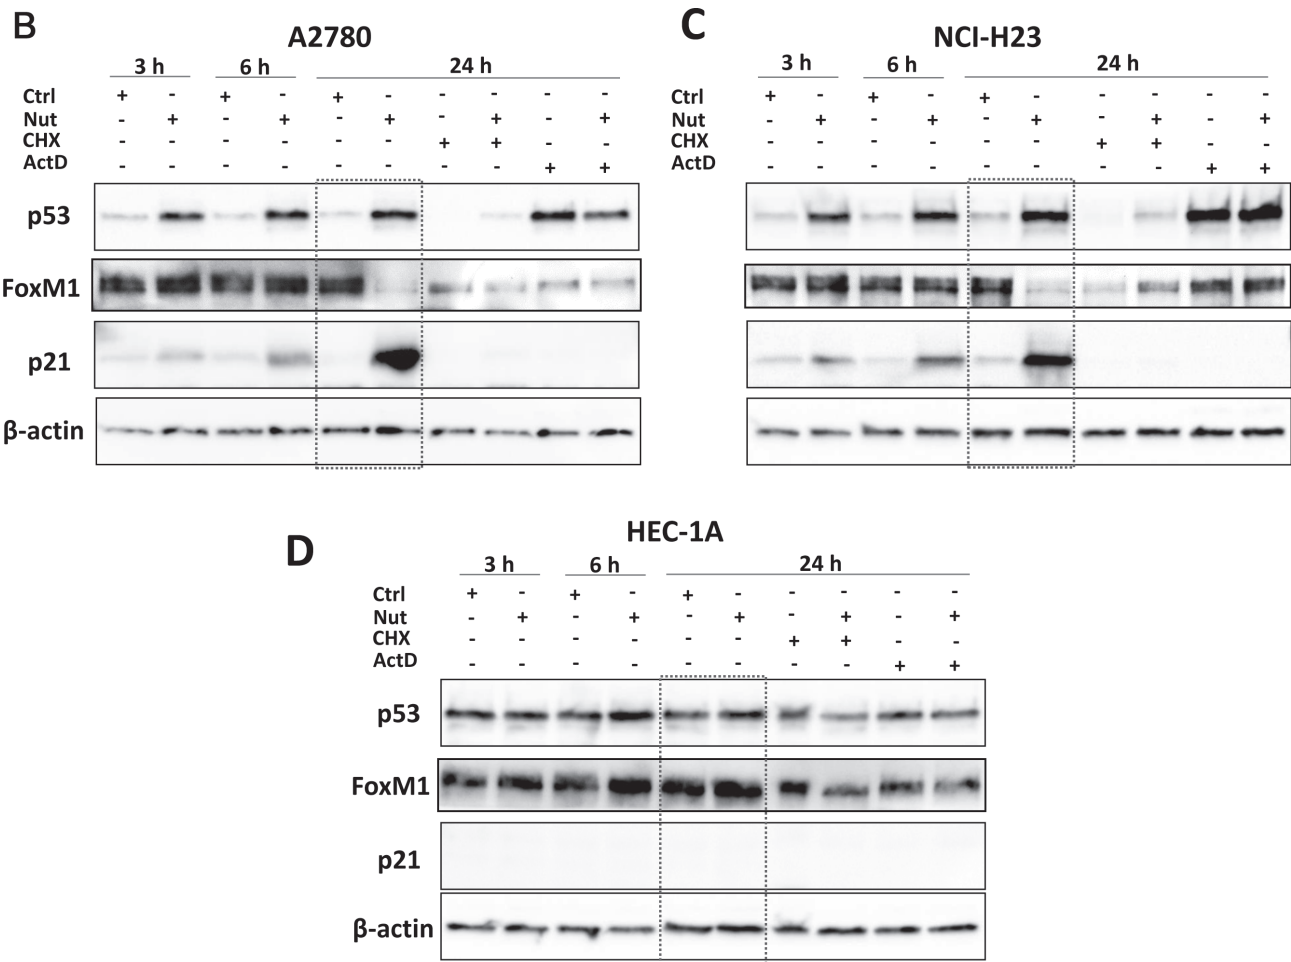 B
A2780
3 h 6 h 24 h
Ctrl + - + - + - - - - -
Nut - + - + - + - + - +
CHX - - - - - - + + - -
ActD - - - - - - - - + +
p53
FoxM1
p21
β-actin
C
NCI-H23
3 h 6 h 24 h
Ctrl + - + - + - - - - -
Nut - + - + - + - + - +
CHX - - - - - - + + - -
ActD - - - - - - - - + +
D
HEC-1A
3 h 6 h 24 h
Ctrl + - + - + - - - - -
Nut - + - + - + - + - +
CHX - - - - - - + + - -
ActD - - - - - - - - + +
p53
FoxM1
p21
β-actin